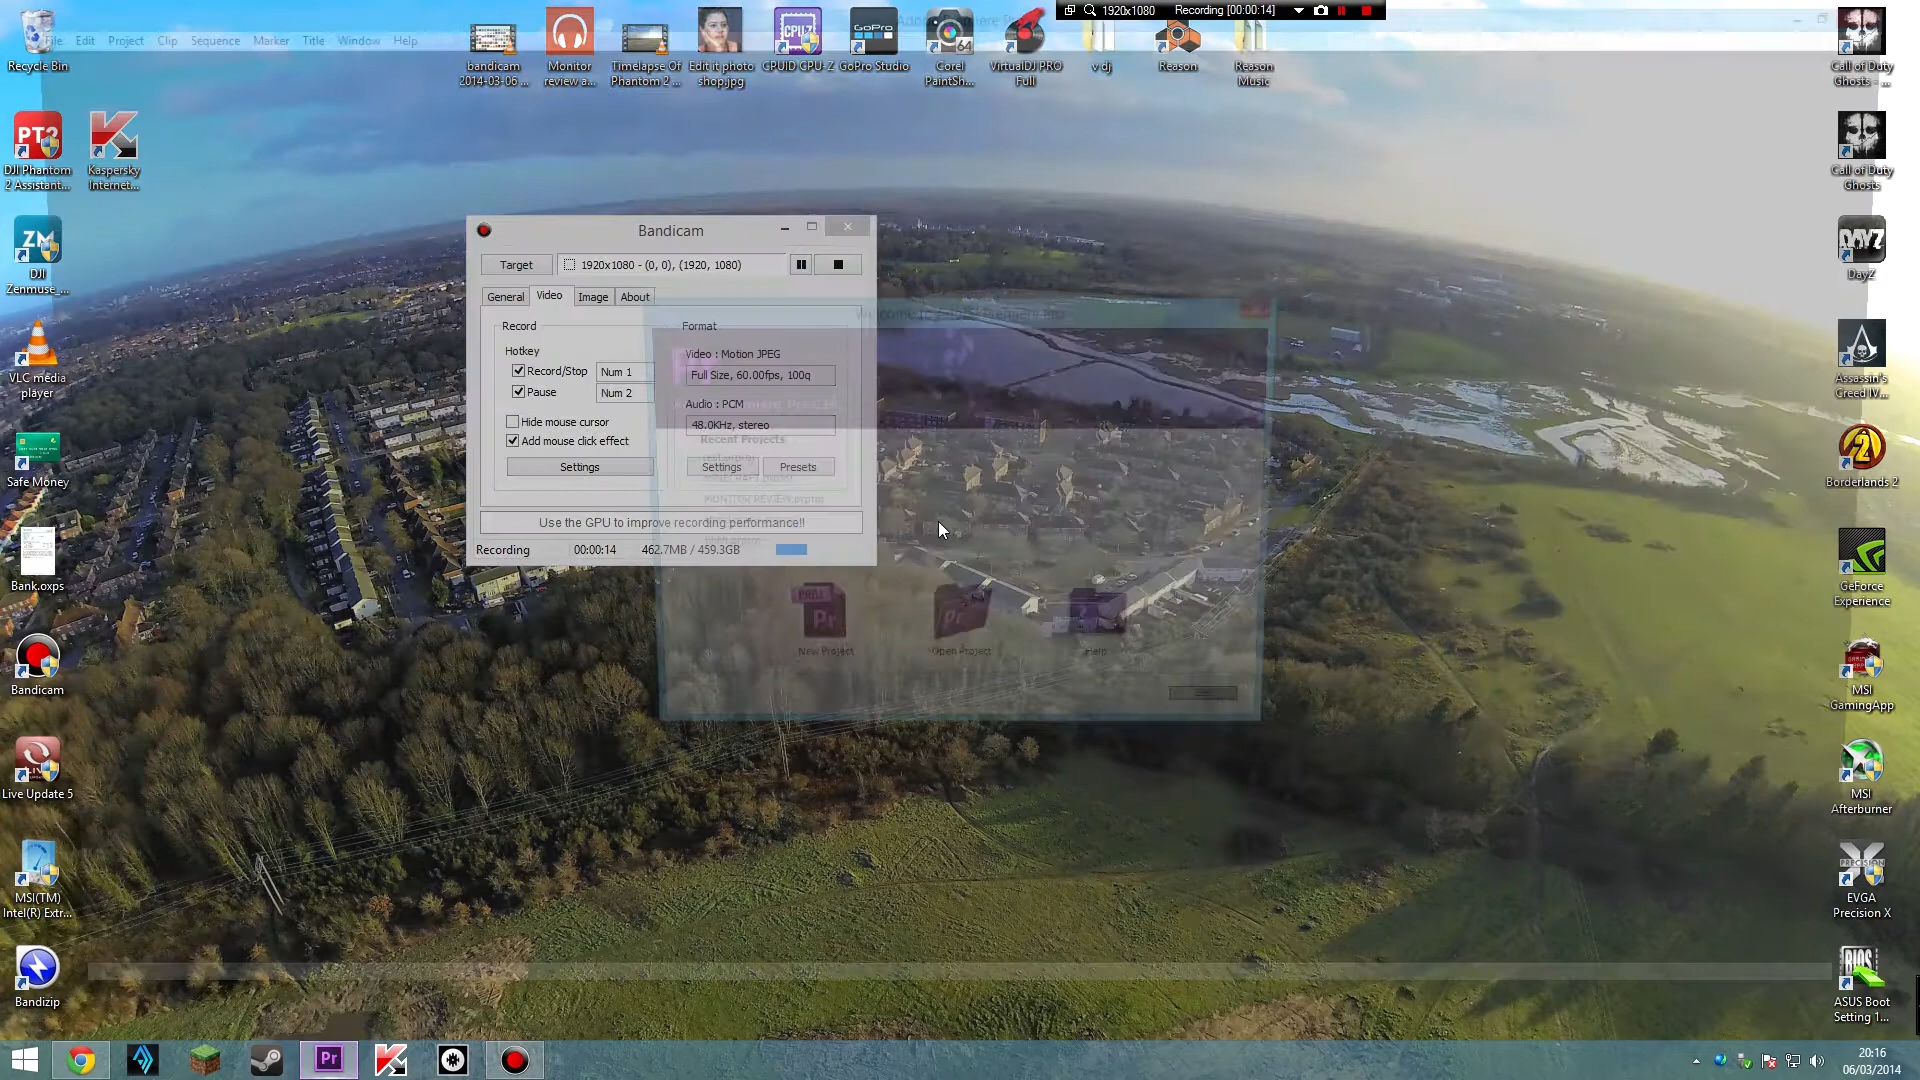 1920x1080 Recording [00:00:14]
File Edit Project Clip Sequence Marker Title Window Help
Recycle Bin
bandicam
2014-03-06 ...
Monitor
review a...
Timelapse Of
Phantom 2 ...
Edit it photo
shop.jpg
CPUID CPU-Z
GoPro Studio
Corel
PaintSh...
VirtualDJ PRO
Full
v dj
Reason
Reason
Music
Call of Duty
Ghosts - ...
DJI Phantom
2 Assistant...
Kaspersky
Internet...
Call of Duty
Ghosts
DJI
Zenmuse_...
DayZ
VLC media
player
Assassin's
Creed IV...
Safe Money
Borderlands 2
Bank.oxps
GeForce
Experience
Bandicam
MSI
GamingApp
Live Update 5
MSI
Afterburner
MSI(TM)
Intel(R) Extr...
EVGA
Precision X
Bandizip
ASUS Boot
Setting 1...
Bandicam
Target 1920x1080 - (0, 0), (1920, 1080)
General Video Image About
Record
Hotkey
Record/Stop Num 1
Pause Num 2
Hide mouse cursor
Add mouse click effect
Settings
Format
Video : Motion JPEG
Full Size, 60.00fps, 100q
Audio : PCM
48.0KHz, stereo
Settings Presets
Use the GPU to improve recording performance!!
Recording 00:00:14 462.7MB / 459.3GB
Recent Projects
MONITOR REVIEW.prproj
New Project Open Project Help
20:16
06/03/2014